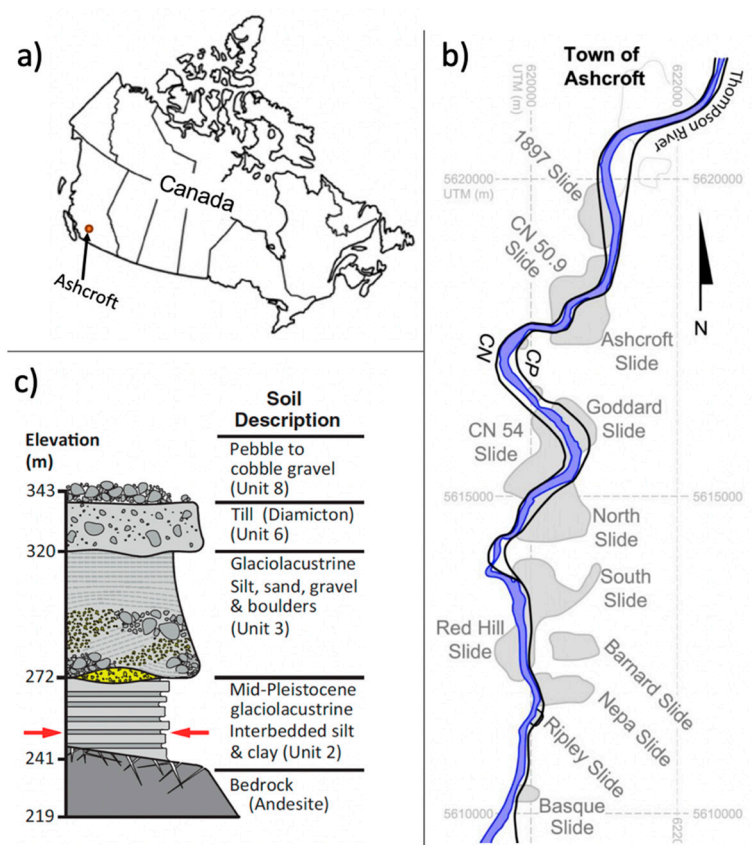 a)
Canada
Ashcroft
b)
Town of
Ashcroft
620000
UTM (m)
622000
Thompson River
5620000
UTM (m)
1897 Slide
CN 50.9
Slide
Ashcroft
Slide
N
CN
CP
Goddard
Slide
CN 54
Slide
5615000
North
Slide
South
Slide
Red Hill
Slide
Barnard Slide
Nepa Slide
Ripley Slide
Basque
Slide
5610000
6220
c)
Soil
Description
Elevation
(m)
Pebble to
cobble gravel
(Unit 8)
343
Till (Diamicton)
(Unit 6)
320
Glaciolacustrine
Silt, sand, gravel
& boulders
(Unit 3)
272
Mid-Pleistocene
glaciolacustrine
Interbedded silt
& clay (Unit 2)
241
Bedrock
(Andesite)
219